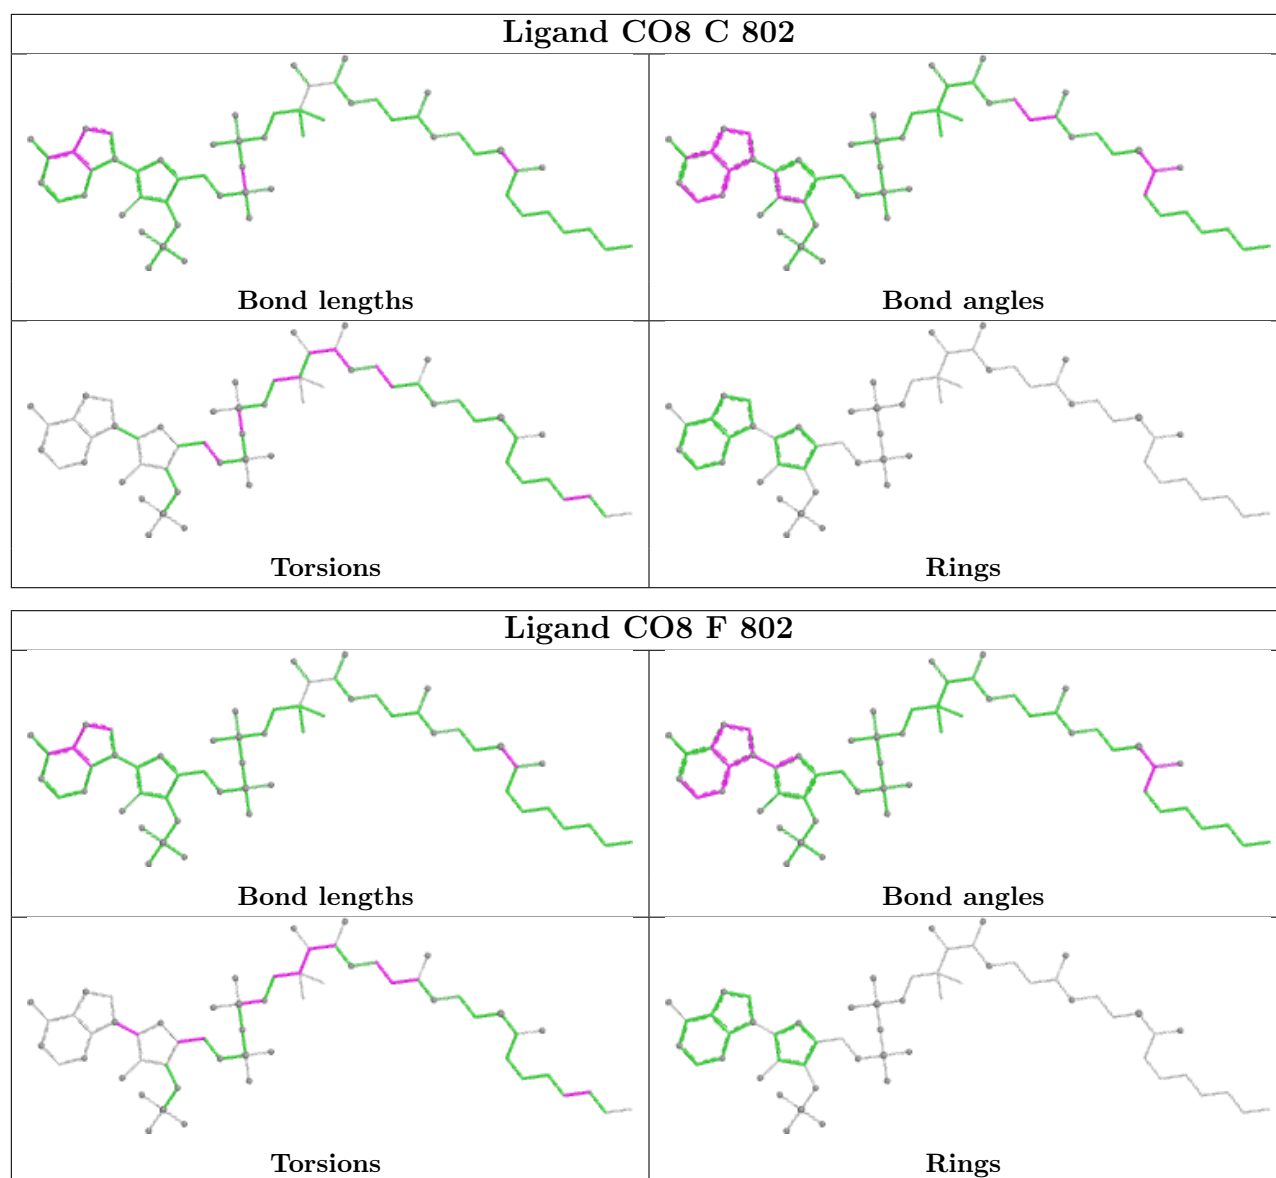 Ligand CO8 C 802
Bond lengths
Bond angles
Torsions
Rings
Ligand CO8 F 802
Bond lengths
Bond angles
Torsions
Rings